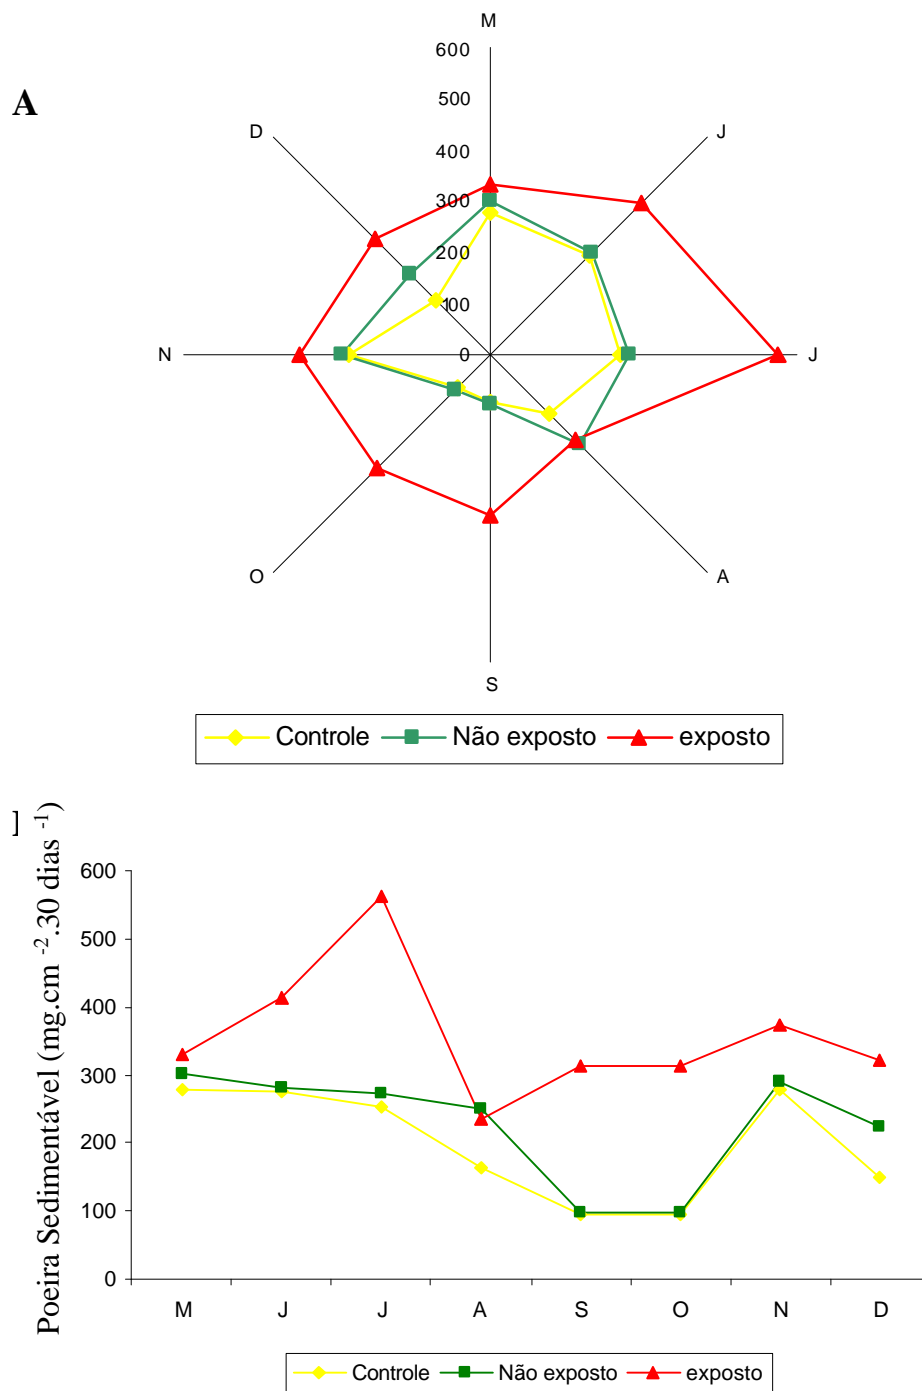 M
600
A
500
D
J
400
300
200
100
N
0
J
O
A
S
Controle Não exposto exposto
]
Poeira Sedimentável (mg.cm -2.30 dias -1)
600
500
400
300
200
100
0
M J J A S O N D
Controle Não exposto exposto